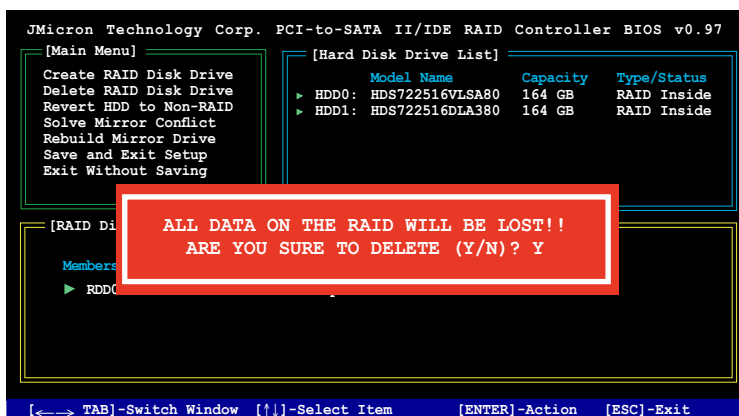 JMicron Technology Corp. PCI-to-SATA II/IDE RAID Controller BIOS v0.97
[Main Menu]
Create RAID Disk Drive
Delete RAID Disk Drive
Revert HDD to Non-RAID
Solve Mirror Conflict
Rebuild Mirror Drive
Save and Exit Setup
Exit Without Saving
[Hard Disk Drive List]
Model Name Capacity Type/Status
HDD0: HDS722516VLSA80 164 GB RAID Inside
HDD1: HDS722516DLA380 164 GB RAID Inside
ALL DATA ON THE RAID WILL BE LOST!!
ARE YOU SURE TO DELETE (Y/N)? Y
[RAID Di
Members
RDD0
[←→ TAB]-Switch Window [↑↓]-Select Item [ENTER]-Action [ESC]-Exit